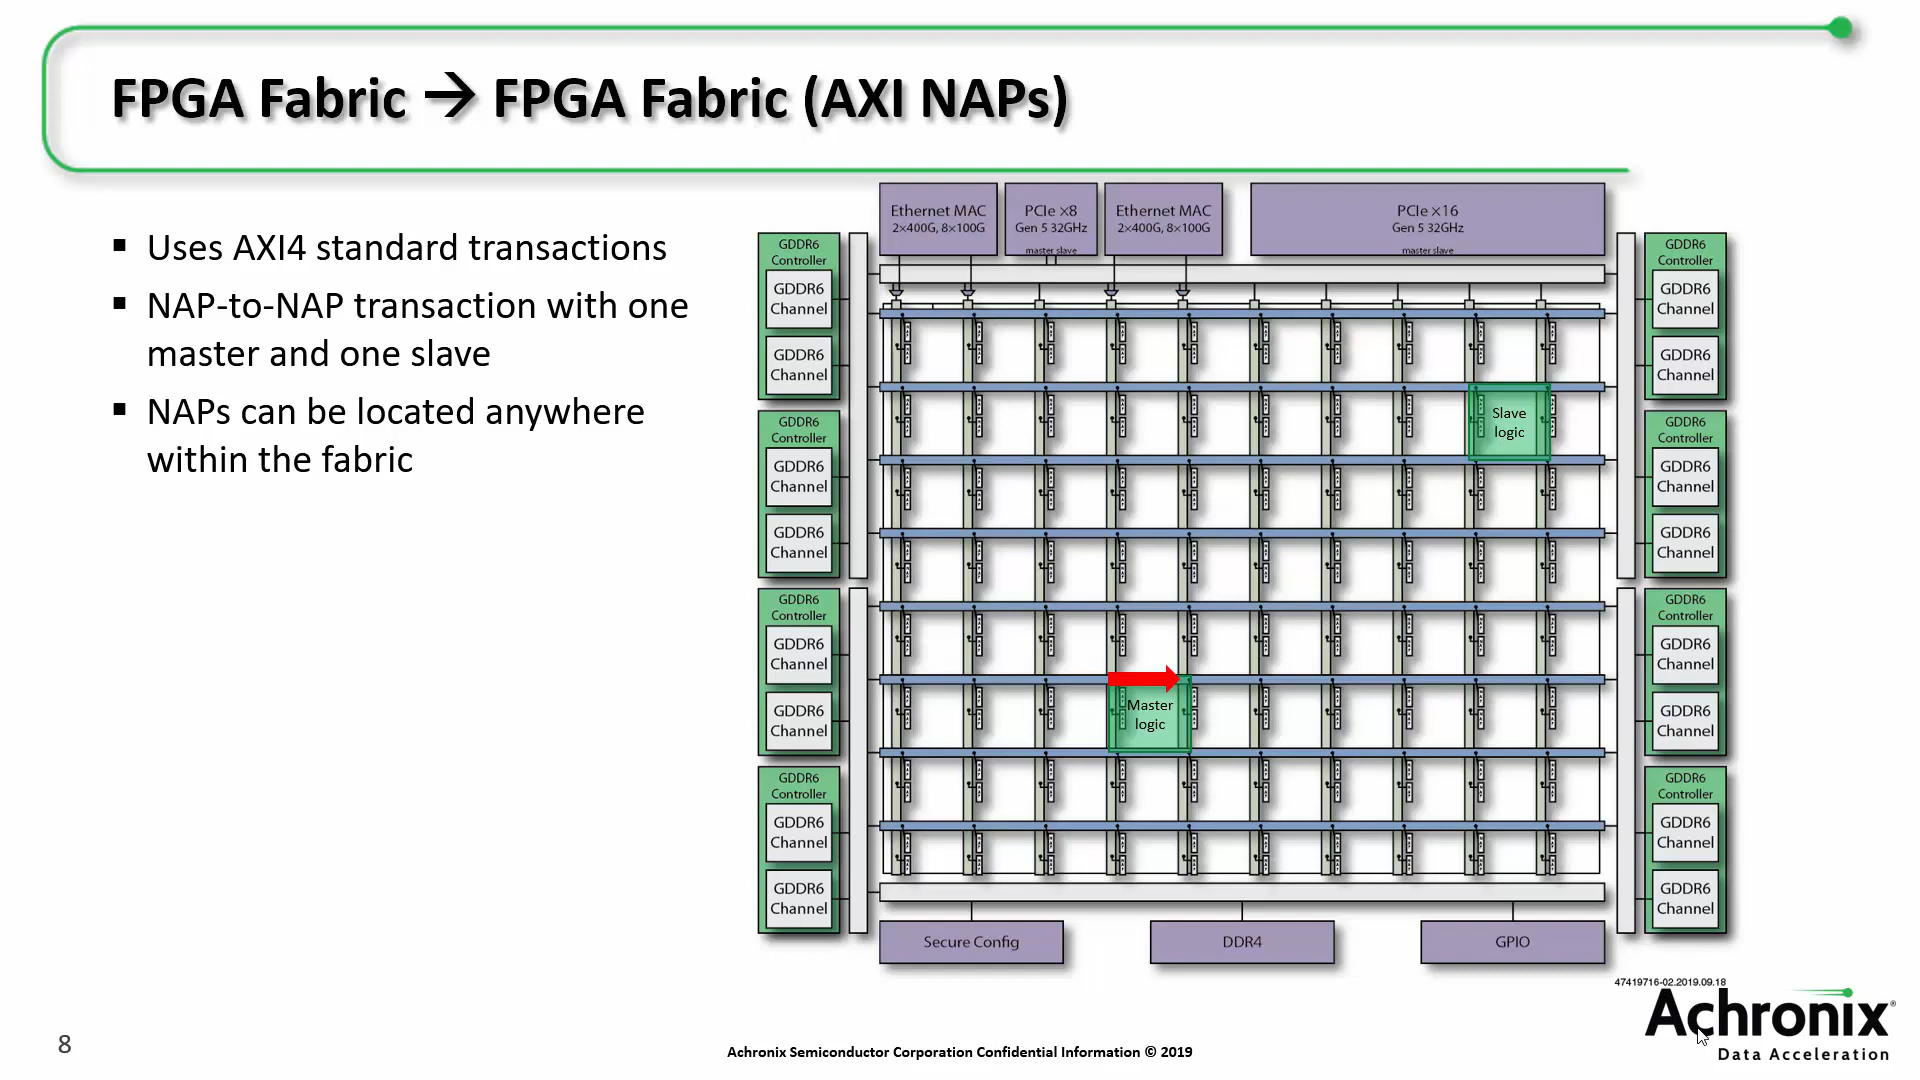 FPGA Fabric → FPGA Fabric (AXI NAPs)
▪ Uses AXI4 standard transactions
▪ NAP-to-NAP transaction with one
master and one slave
▪ NAPs can be located anywhere
within the fabric
Ethernet MAC
2×400G, 8×100G
PCIe ×8
Gen 5 32GHz
master slave
Ethernet MAC
2×400G, 8×100G
PCIe ×16
Gen 5 32GHz
master slave
GDDR6
Controller
GDDR6
Channel
GDDR6
Channel
GDDR6
Controller
GDDR6
Channel
GDDR6
Channel
GDDR6
Controller
GDDR6
Channel
GDDR6
Channel
GDDR6
Controller
GDDR6
Channel
GDDR6
Channel
Slave
logic
Master
logic
GDDR6
Controller
GDDR6
Channel
GDDR6
Channel
GDDR6
Controller
GDDR6
Channel
GDDR6
Channel
GDDR6
Controller
GDDR6
Channel
GDDR6
Channel
GDDR6
Controller
GDDR6
Channel
GDDR6
Channel
Secure Config
DDR4
GPIO
47419716-02.2019.09.18
Achronix®
Data Acceleration
8
Achronix Semiconductor Corporation Confidential Information © 2019